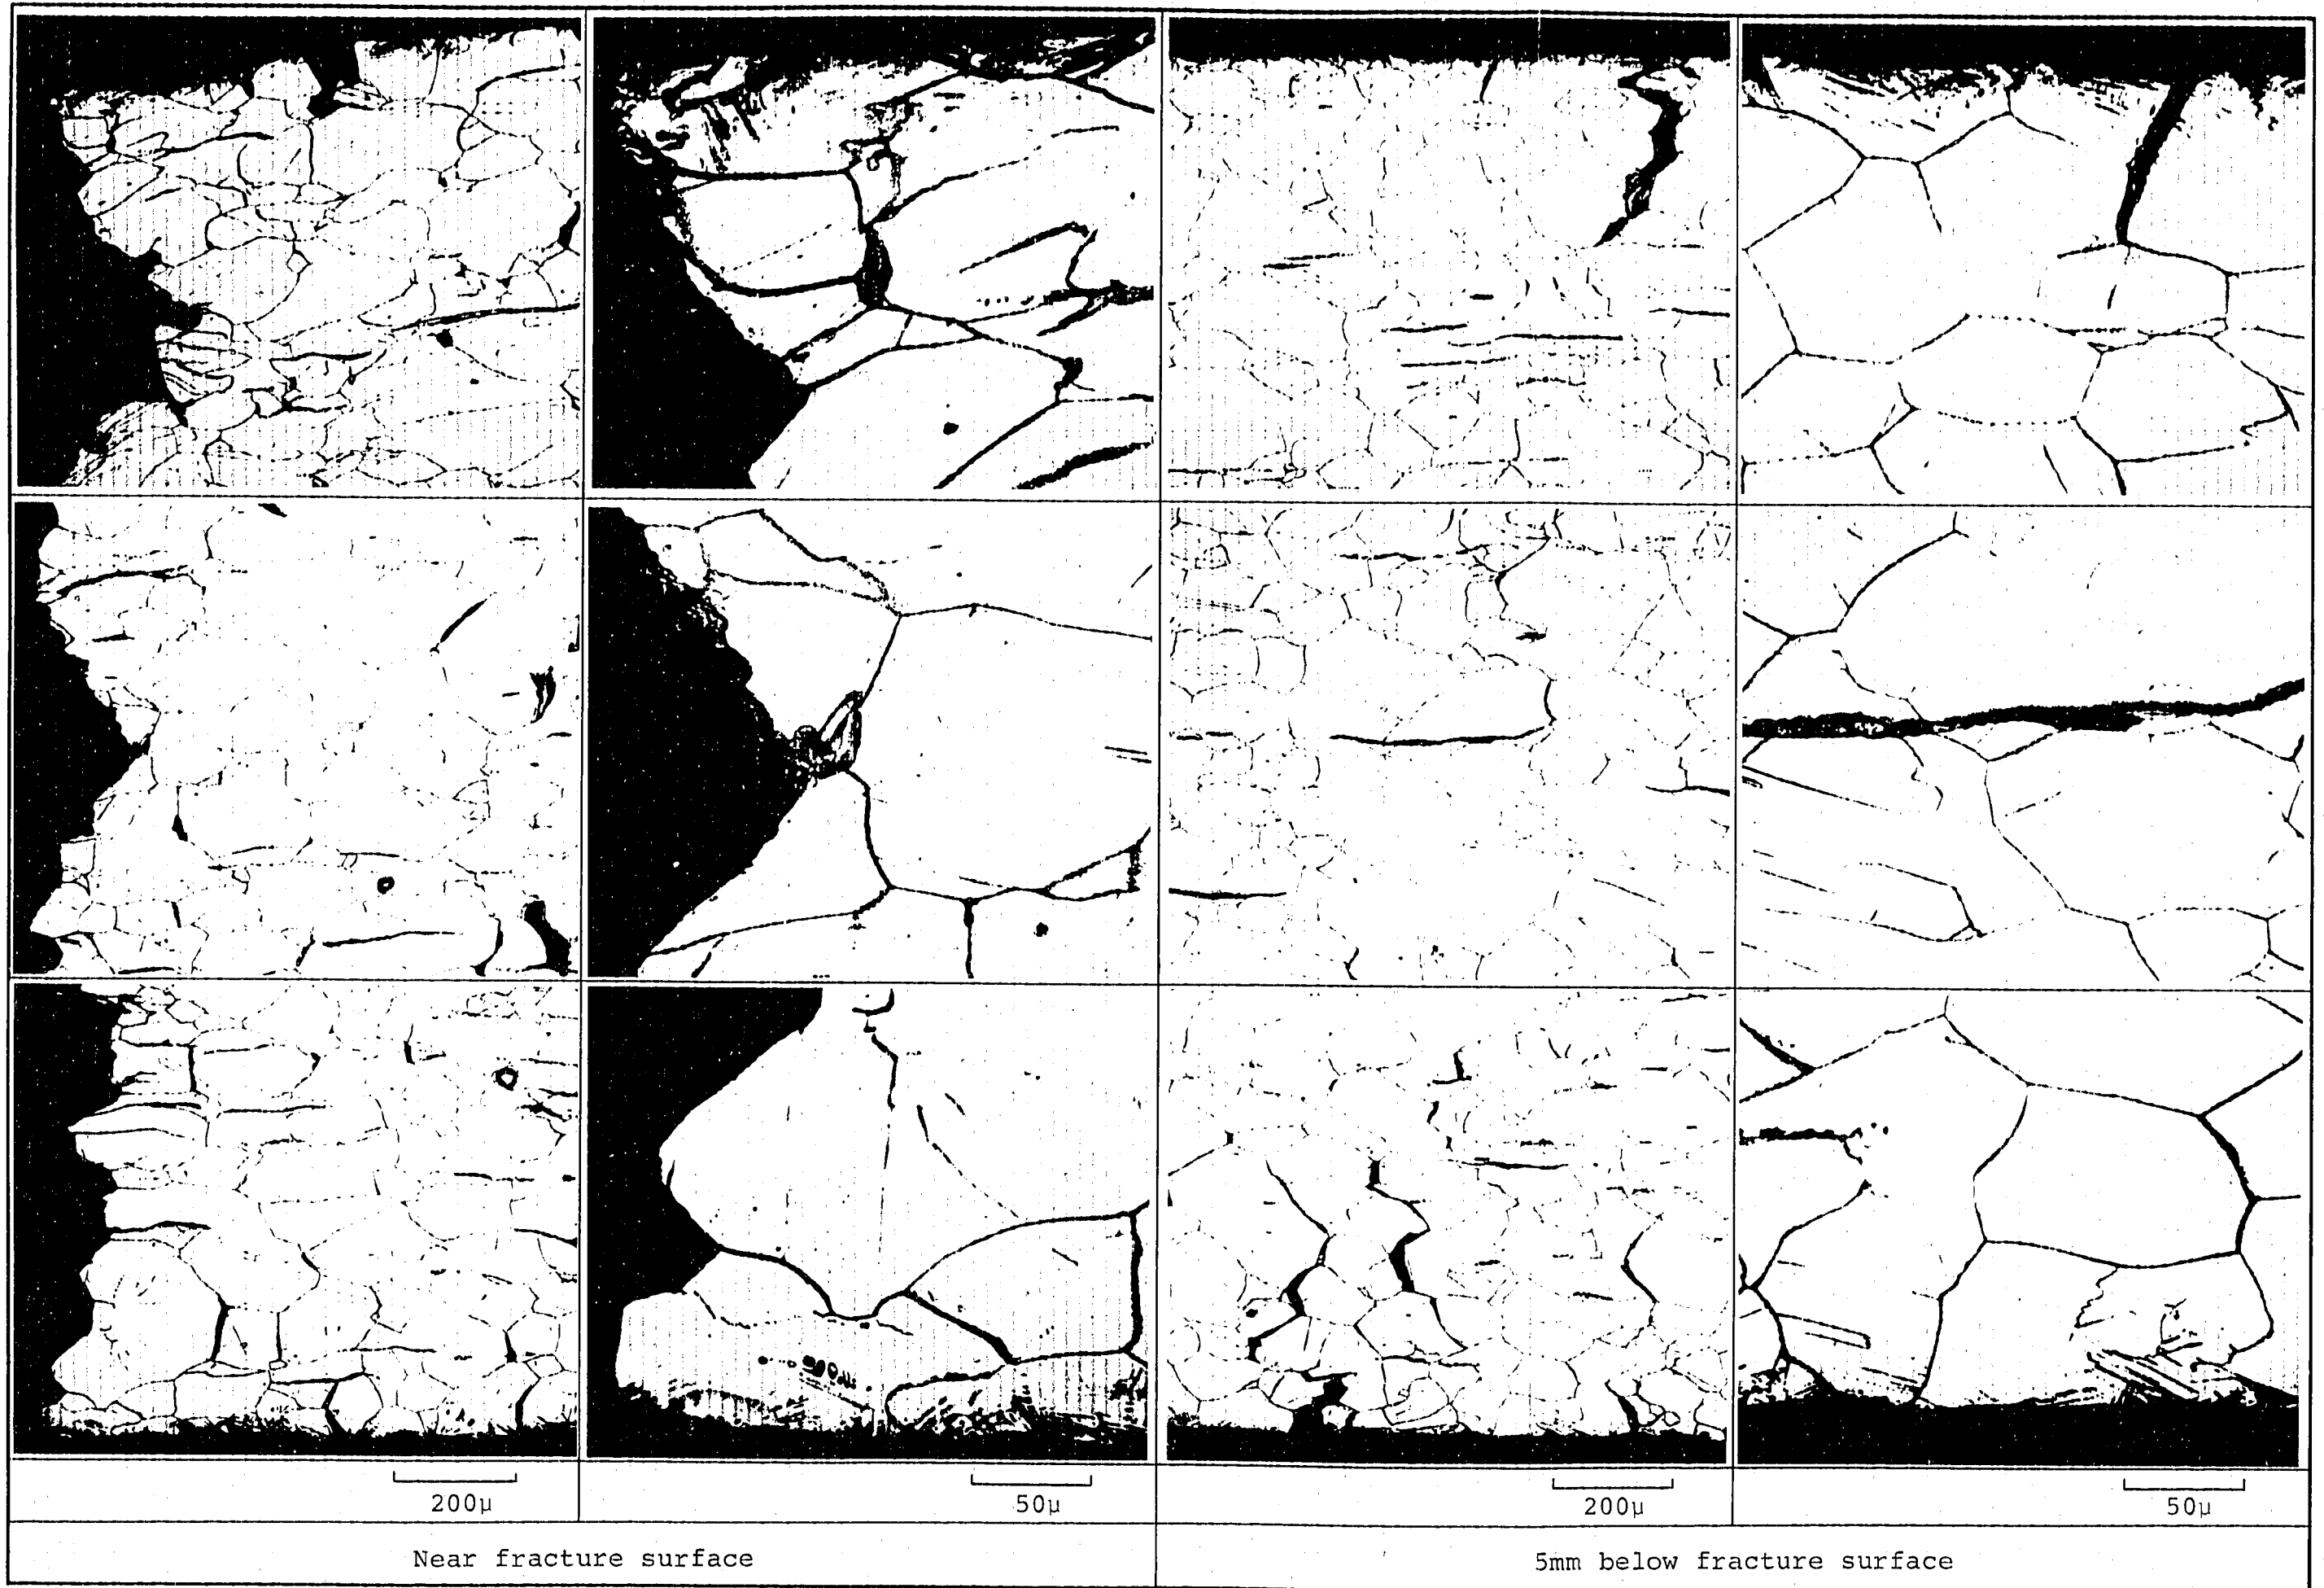 200μ
50μ
200μ
50μ
Near fracture surface
5mm below fracture surface